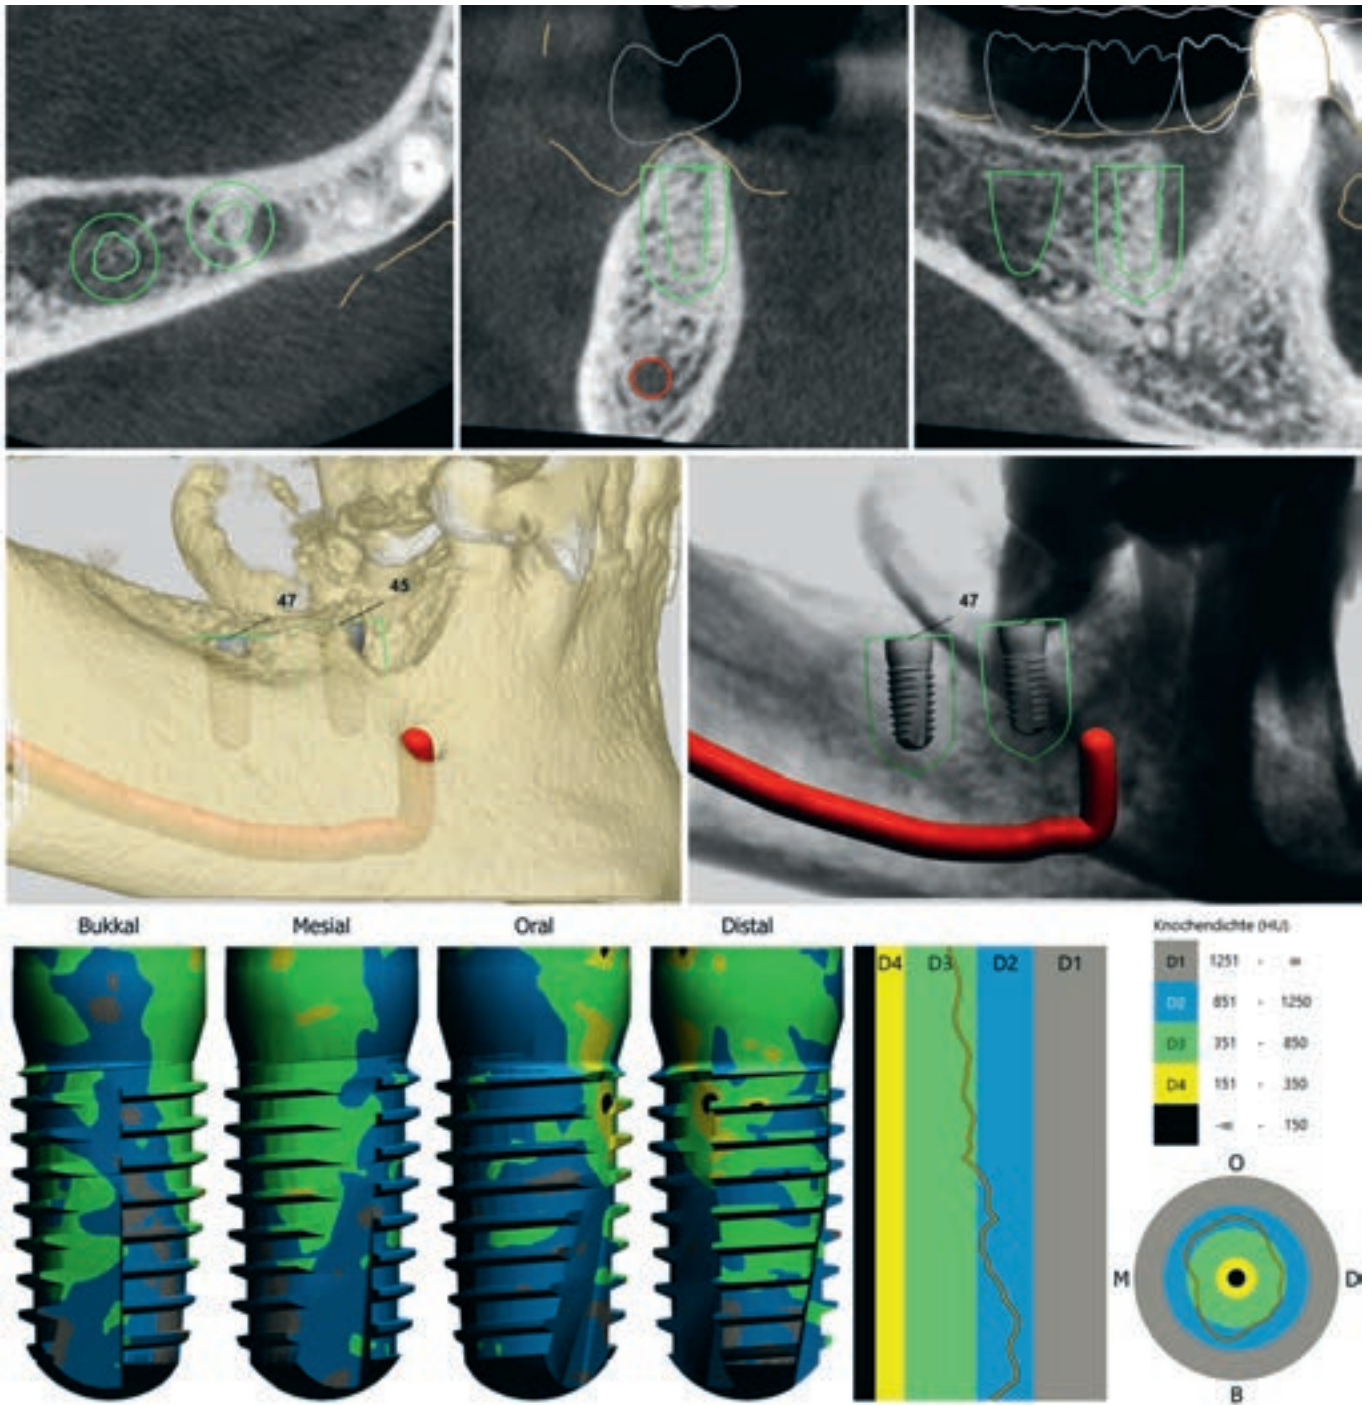 47
45
47
Bukkal
Mesial
Oral
Distal
D4 D3 D2 D1
Knochendichte (HU)
D1 1251 - ∞
D2 851 - 1250
D3 351 - 850
D4 151 - 350
-∞ - 150
O
M
D
B